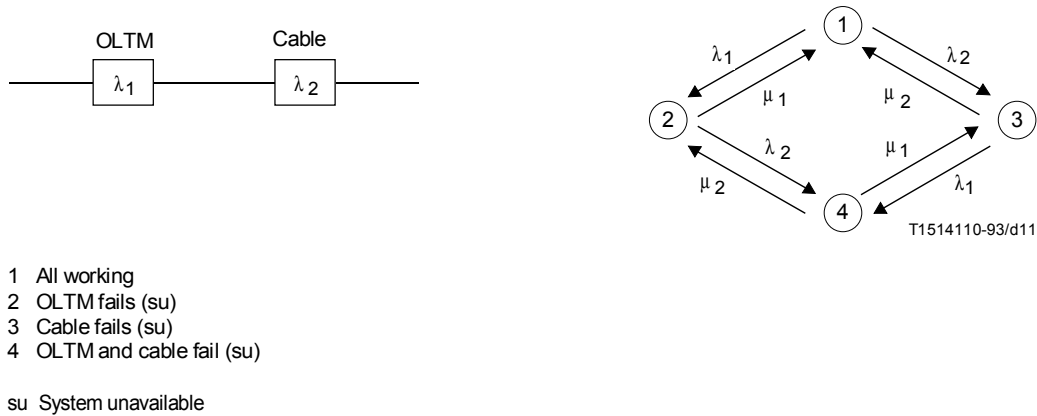 OLTM Cable
λ1 λ2
1
λ1 λ2
μ1 μ2
2 3
λ2 μ1
μ2 λ1
4
T1514110-93/d11
1 All working
2 OLTM fails (su)
3 Cable fails (su)
4 OLTM and cable fail (su)
su System unavailable